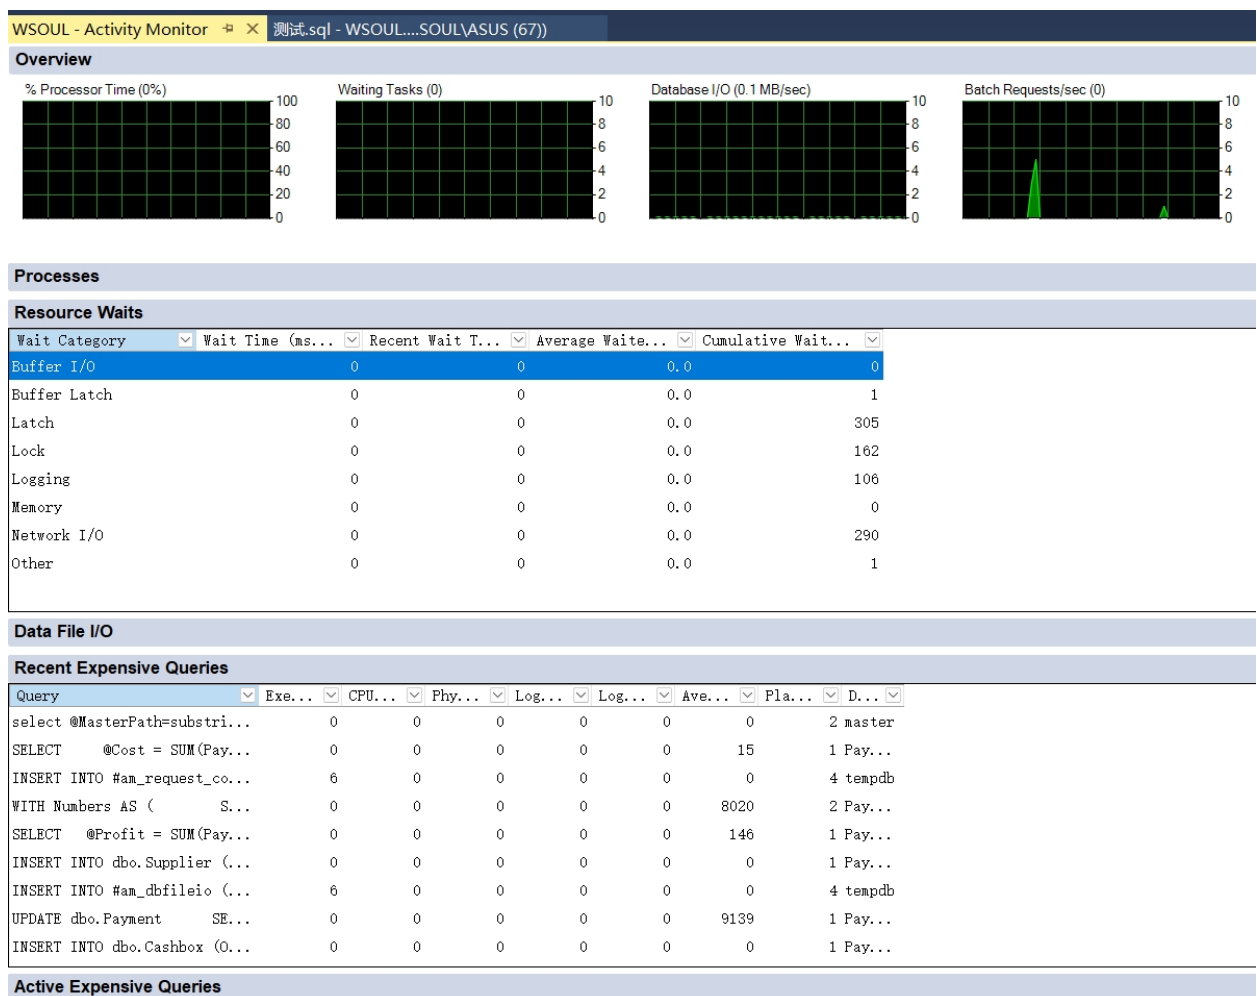 WSOUL - Activity Monitor 测试.sql - WSOUL....SOUL\ASUS (67))
Overview
% Processor Time (0%) Waiting Tasks (0) Database I/O (0.1 MB/sec) Batch Requests/sec (0)
100 10 10 10
80 8 8 8
60 6 6 6
40 4 4 4
20 2 2 2
0 0 0 0
Processes
Resource Waits
Wait Category Wait Time (ms... Recent Wait T... Average Waite... Cumulative Wait...
Buffer I/O 0 0 0.0 0
Buffer Latch 0 0 0.0 1
Latch 0 0 0.0 305
Lock 0 0 0.0 162
Logging 0 0 0.0 106
Memory 0 0 0.0 0
Network I/O 0 0 0.0 290
Other 0 0 0.0 1
Data File I/O
Recent Expensive Queries
Query Exe... CPU... Phy... Log... Log... Ave... Pla... D...
select @MasterPath=substri... 0 0 0 0 0 0 2 master
SELECT @Cost = SUM(Pay... 0 0 0 0 0 15 1 Pay...
INSERT INTO #am_request_co... 6 0 0 0 0 0 4 tempdb
WITH Numbers AS ( S... 0 0 0 0 0 8020 2 Pay...
SELECT @Profit = SUM(Pay... 0 0 0 0 0 146 1 Pay...
INSERT INTO dbo.Supplier (... 0 0 0 0 0 0 1 Pay...
INSERT INTO #am_dbfileio (... 6 0 0 0 0 0 4 tempdb
UPDATE dbo.Payment SE... 0 0 0 0 0 9139 1 Pay...
INSERT INTO dbo.Cashbox (O... 0 0 0 0 0 0 1 Pay...
Active Expensive Queries